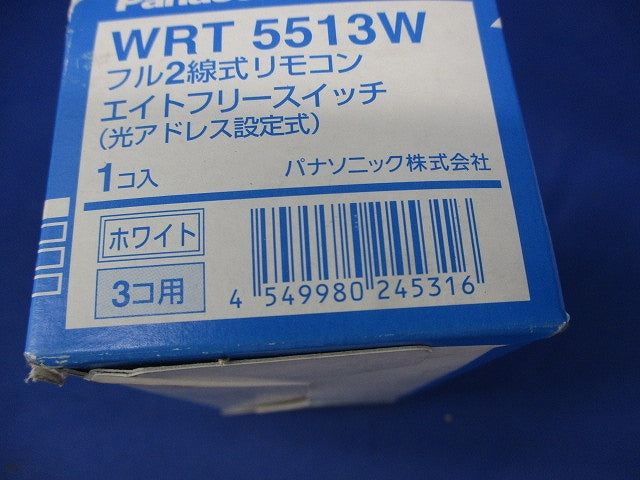 Panasonic
WRT 5513W
フル2線式リモコン
エイトフリースイッチ
(光アドレス設定式)
1コ入
パナソニック株式会社
ホワイト
3コ用
4 549980 245316